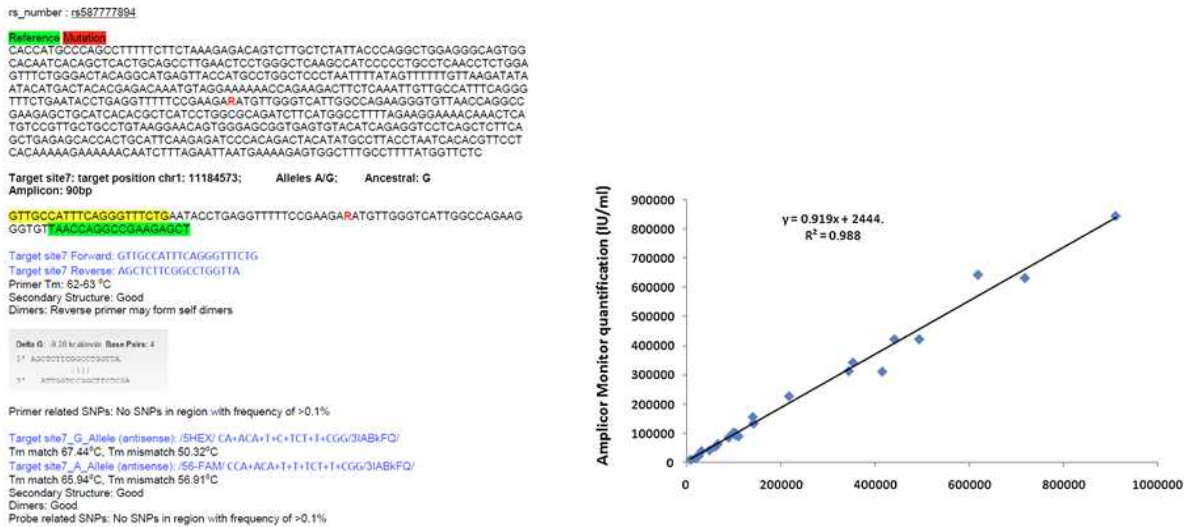 rs_number : rs587777894
Reference Mutation
CACCATGCCCAGCCTTTTTCTTCTAAAGAGACAGTCTTGCTCTATTACCCAGGCTGGAGGGCAGTGG
CACAATCACAGCTCACTGCAGCCTTGAACTCCTGGGCTCAAGCCATCCCCCTGCCTCAACCTCTGGA
GTTTCTGGGACTACAGGCATGAGTTACCATGCCTGGCTCCCTAATTTTATAGTTTTTTGTTAAGATATA
ATACATGACTACACGAGACAAATGTAGGAAAAAACCAGAAGACTTCTCAAATTGTTGCCATTTCAGGG
TTTCTGAATACCTGAGGTTTTTCCGAAGARATGTTGGGTCATTGGCCAGAAGGGTGTTAACCAGGCC
GAAGAGCTGCATCACACGCTCATCCTGGCGCAGATCTTCATGGCCTTTTAGAAGGAAAACAAACTCA
TGTCCGTTGCTGCCTGTAAGGAACAGTGGGAGCGGTGAGTGTACATCAGAGGTCCTCAGCTCTTCA
GCTGAGAGCACCACTGCATTCAAGAGATCCCACAGACTACATATGCCTTACCTAATCACACGTTCCT
CACAAAAAGAAAAAACAATCTTTAGAATTAATGAAAAGAGTGGCTTTGCCTTTTATGGTTCTC
Target site7: target position chr1: 11184573; Alleles A/G; Ancestral: G
Amplicon: 90bp
GTTGCCATTTCAGGGTTTCTGAATACCTGAGGTTTTTCCGAAGARATGTTGGGTCATTGGCCAGAAG
GGTGTTAACCAGGCCGAAGAGCT
Target site7 Forward: GTTGCCATTTCAGGGTTTCTG
Target site7 Reverse: AGCTCTTCGGCCTGGTTA
Primer Tm: 62-63 °C
Secondary Structure: Good
Dimers: Reverse primer may form self dimers
Delta G: Base Pairs: 4
AGCTCTTCGGCCTGGTTA
ATTGGTCCGGCTTCTCGA
Primer related SNPs: No SNPs in region with frequency of >0.1%
Target site7_G_Allele (antisense): /5HEX/ CA+ACA+T+C+TCT+T+CGG/3IABkFQ/
Tm match 67.44°C, Tm mismatch 50.32°C
Target site7_A_Allele (antisense): /56-FAM/ CCA+ACA+T+T+TCT+T+CGG/3IABkFQ/
Tm match 65.94°C, Tm mismatch 56.91°C
Secondary Structure: Good
Dimers: Good
Probe related SNPs: No SNPs in region with frequency of >0.1%
Amplicor Monitor quantification (IU/ml)
900000
800000
700000
600000
500000
400000
300000
200000
100000
0
y = 0.919x + 2444.
R² = 0.988
0 200000 400000 600000 800000 1000000